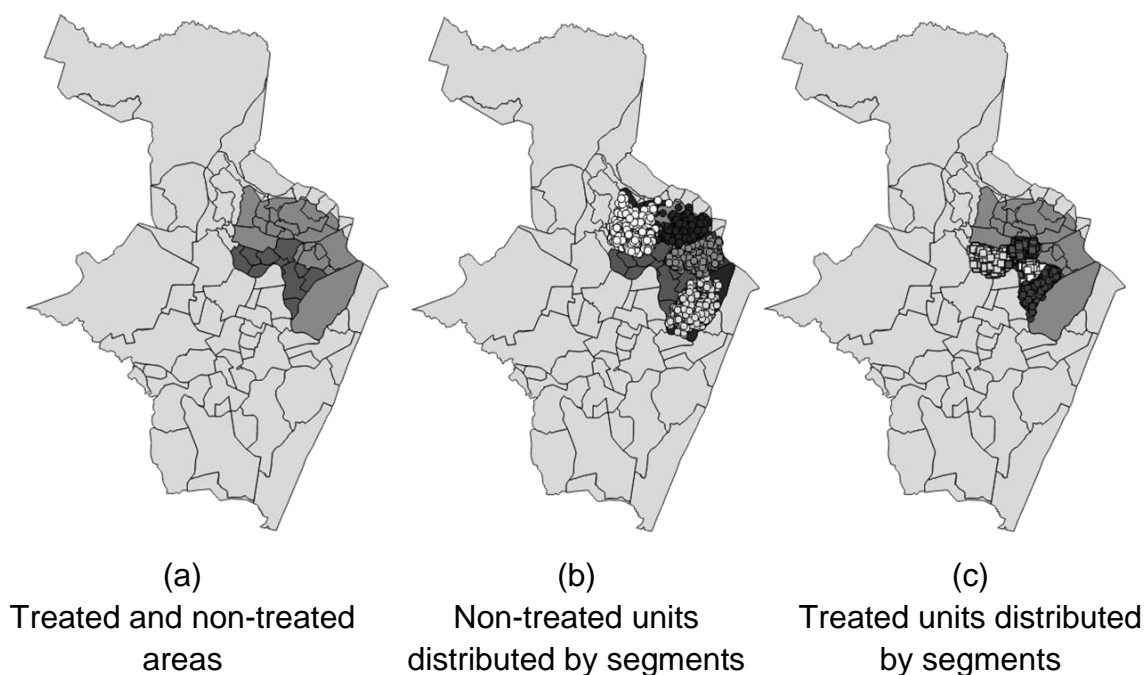 (a)
Treated and non-treated
areas
(b)
Non-treated units
distributed by segments
(c)
Treated units distributed
by segments